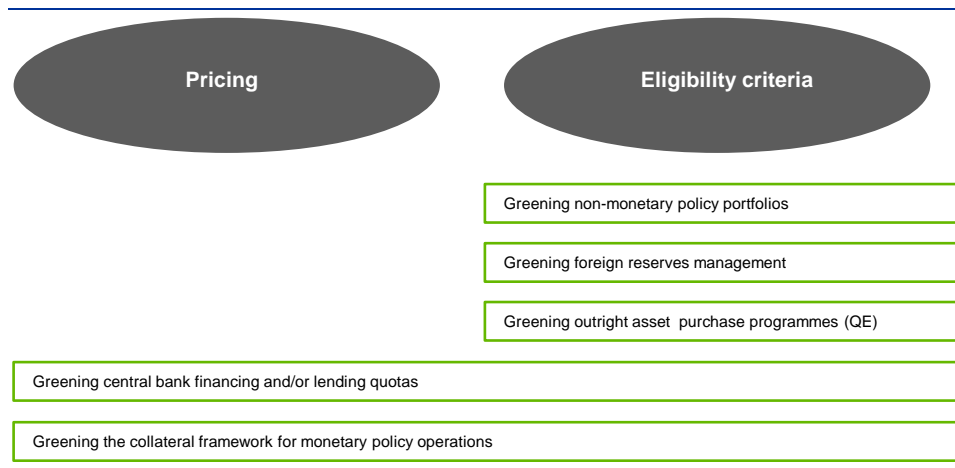 Pricing
Eligibility criteria
Greening non-monetary policy portfolios
Greening foreign reserves management
Greening outright asset purchase programmes (QE)
Greening central bank financing and/or lending quotas
Greening the collateral framework for monetary policy operations